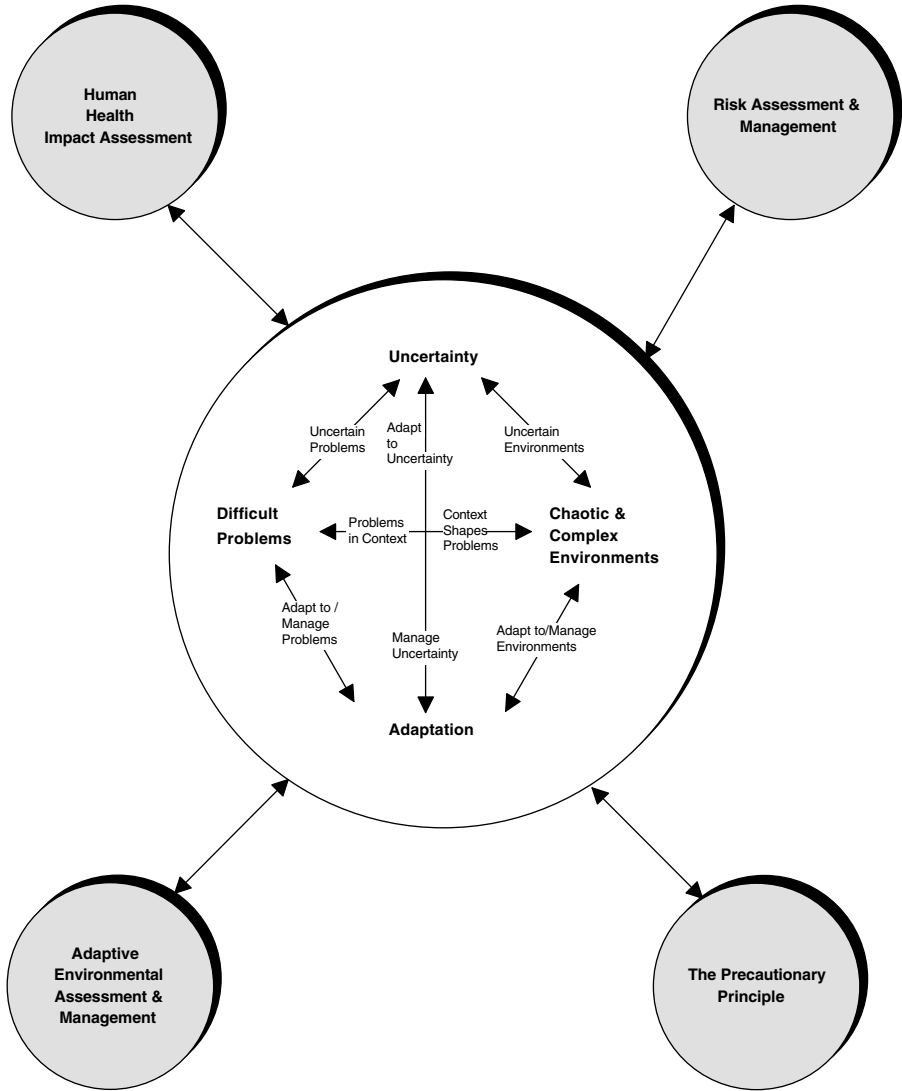 Human
Health
Impact Assessment
Risk Assessment &
Management
Uncertainty
Uncertain
Problems
Adapt
to
Uncertainty
Uncertain
Environments
Difficult
Problems
Problems
in Context
Context
Shapes
Problems
Chaotic &
Complex
Environments
Adapt to /
Manage
Problems
Manage
Uncertainty
Adapt to/Manage
Environments
Adaptation
Adaptive
Environmental
Assessment &
Management
The Precautionary
Principle